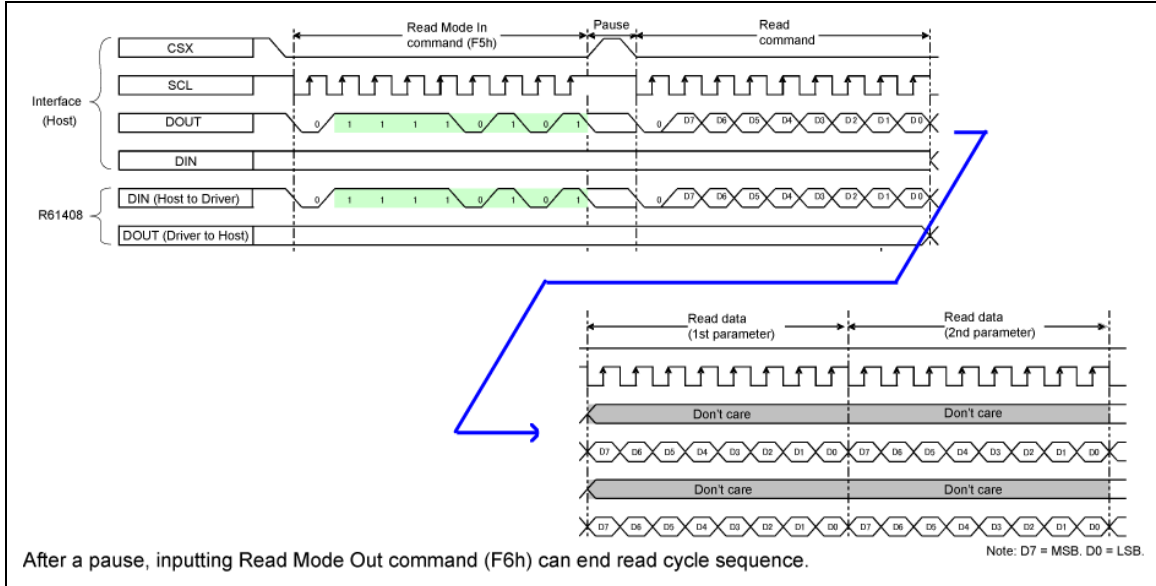 Read Mode In
command (F5h)
Pause
Read
command
Interface
(Host)
CSX
SCL
DOUT
0 1 1 1 1 0 1 0 1
0 D7 D6 D5 D4 D3 D2 D1 D0
DIN
R61408
DIN (Host to Driver)
0 1 1 1 1 0 1 0 1
0 D7 D6 D5 D4 D3 D2 D1 D0
DOUT (Driver to Host)
Read data
(1st parameter)
Read data
(2nd parameter)
Don't care
Don't care
D7 D6 D5 D4 D3 D2 D1 D0 D7 D6 D5 D4 D3 D2 D1 D0
Don't care
Don't care
D7 D6 D5 D4 D3 D2 D1 D0 D7 D6 D5 D4 D3 D2 D1 D0
Note: D7 = MSB. D0 = LSB.
After a pause, inputting Read Mode Out command (F6h) can end read cycle sequence.